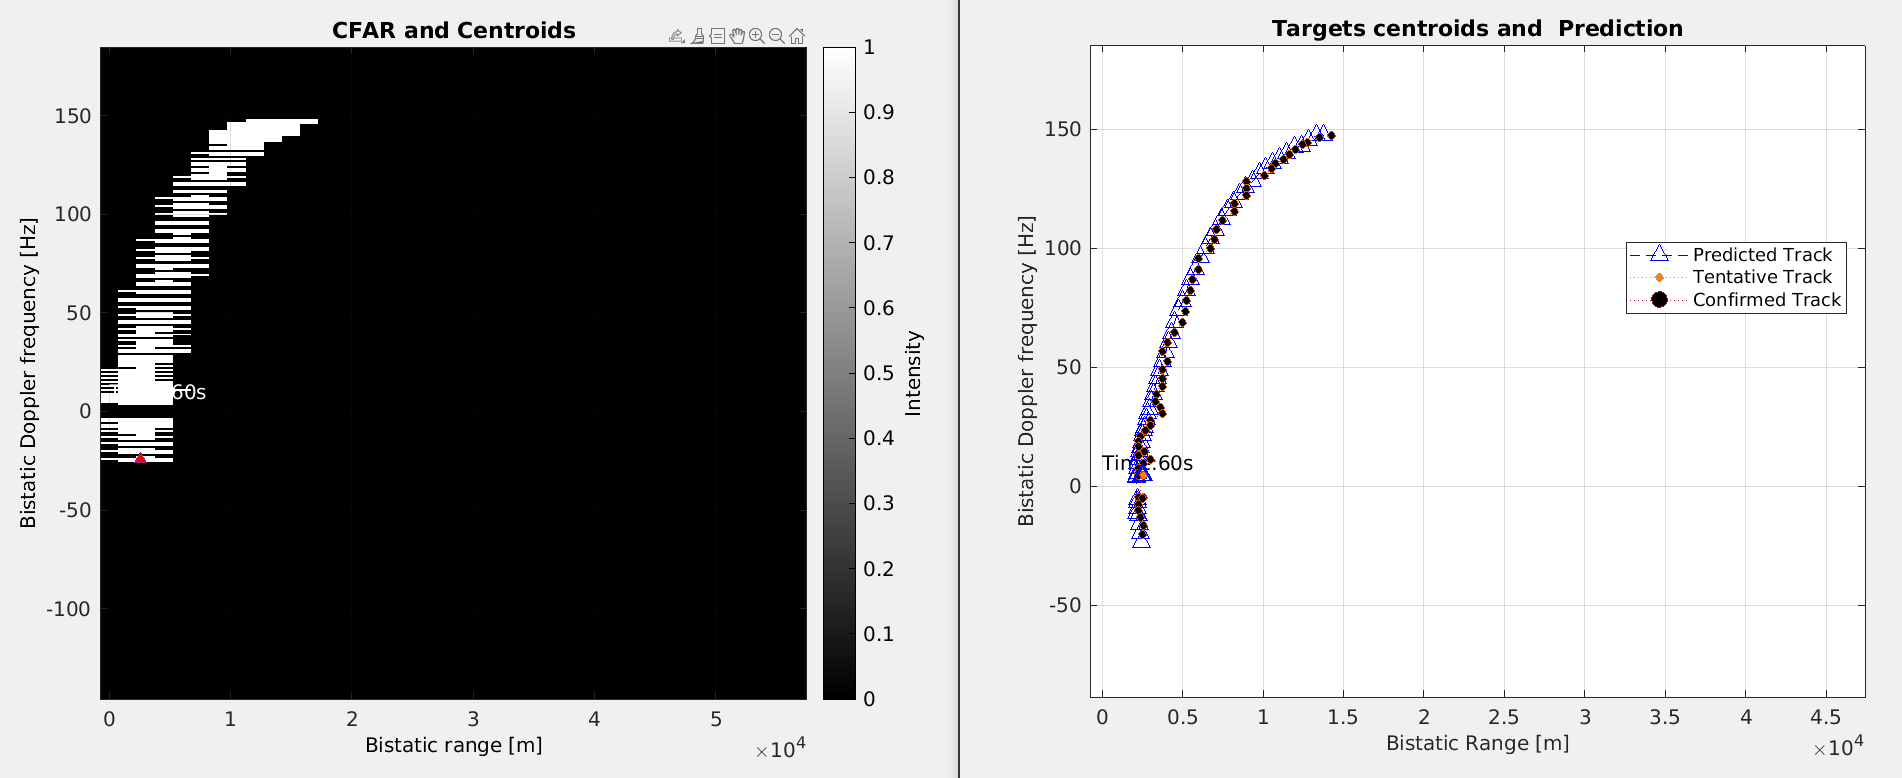 CFAR and Centroids
Bistatic Doppler frequency [Hz]
150
100
50
0
-50
-100
60s
0 1 2 3 4 5
×10⁴
Bistatic range [m]
1
0.9
0.8
0.7
0.6
0.5
0.4
0.3
0.2
0.1
0
Intensity
Targets centroids and  Prediction
Bistatic Doppler frequency [Hz]
150
100
50
0
-50
60s
Predicted Track
Tentative Track
Confirmed Track
0 0.5 1 1.5 2 2.5 3 3.5 4 4.5
×10⁴
Bistatic Range [m]